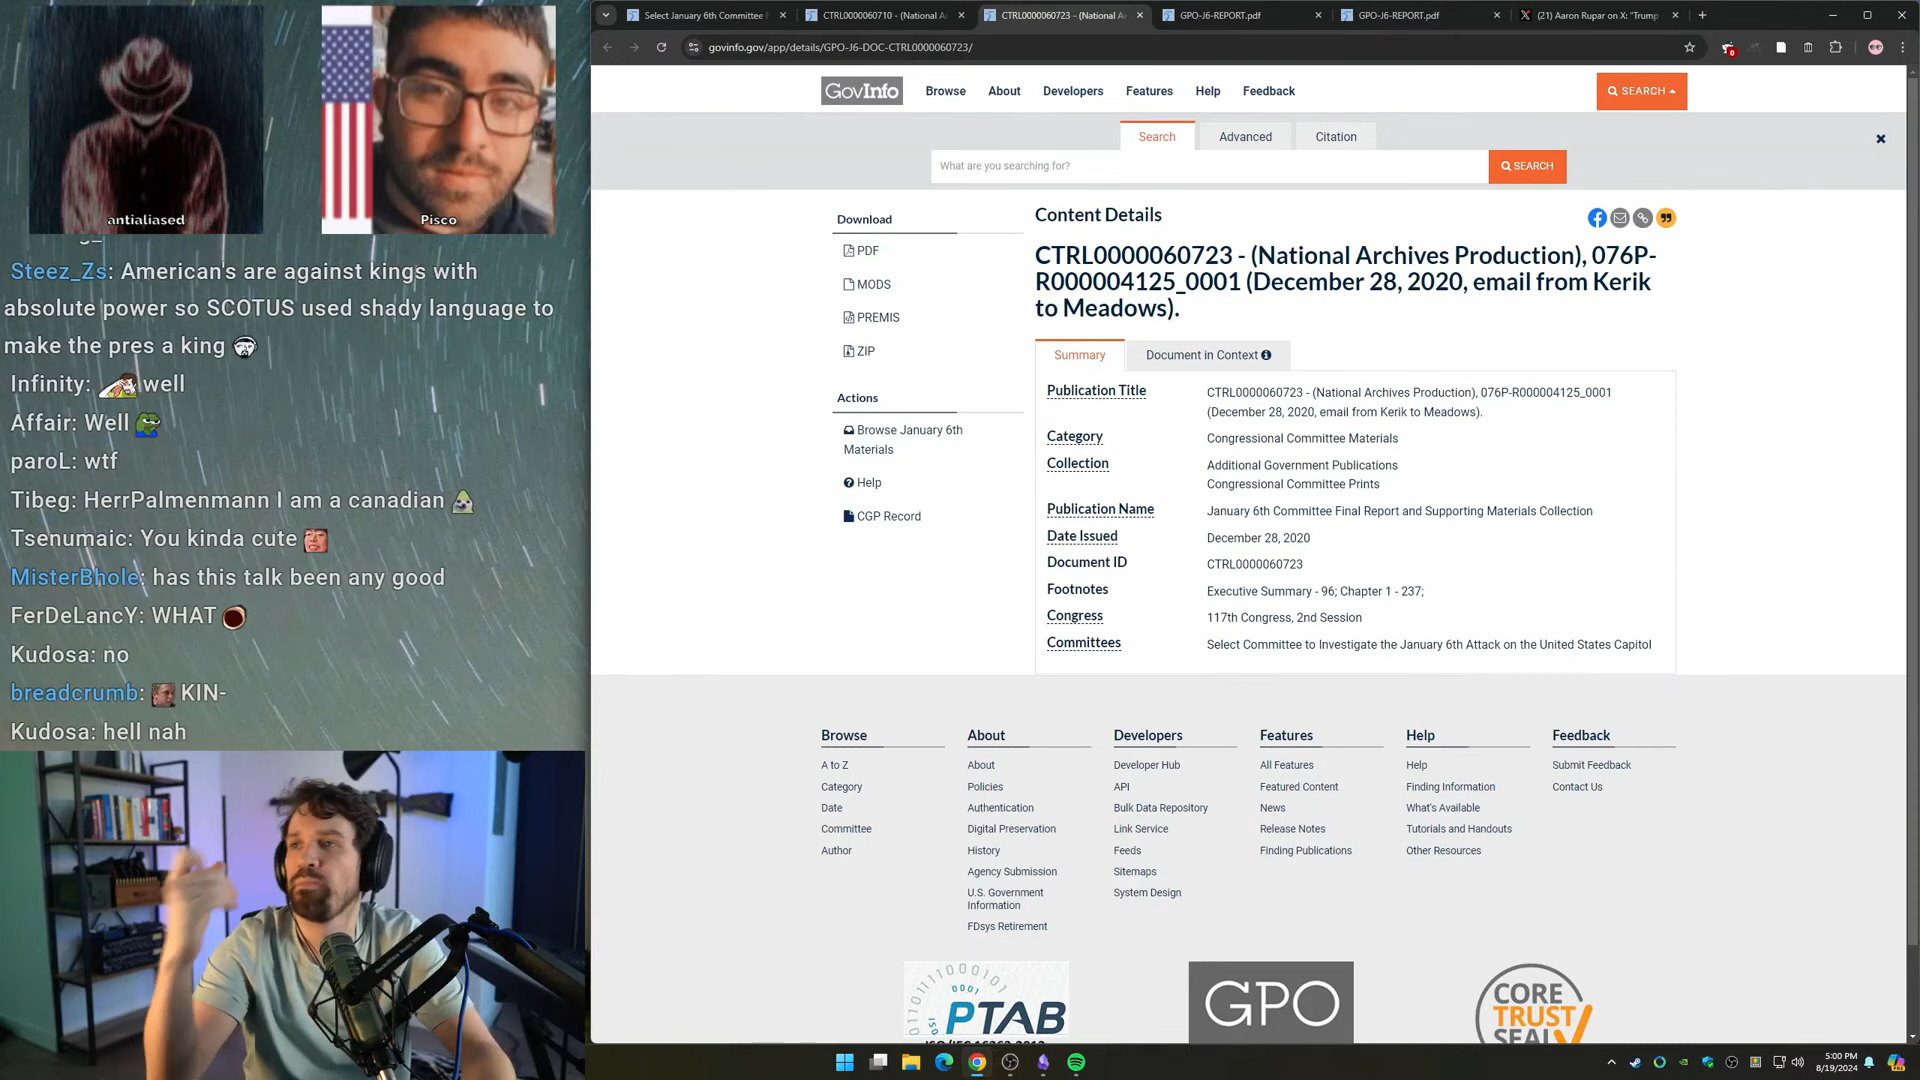 Select January 6th Committee F
CTRL0000060710 - (National A
CTRL0000060723 - (National A
GPO-J6-REPORT.pdf
GPO-J6-REPORT.pdf
(21) Aaron Rupar on X: "Trump
govinfo.gov/app/details/GPO-J6-DOC-CTRL0000060723/
antialiased
Pisco
Steez_Zs: American's are against kings with
absolute power so SCOTUS used shady language to
make the pres a king
Infinity: well
Affair: Well
paroL: wtf
Tibeg: HerrPalmenmann I am a canadian
Tsenumaic: You kinda cute
MisterBhole: has this talk been any good
FerDeLancY: WHAT
Kudosa: no
breadcrumb: KIN-
Kudosa: hell nah
GovInfo
Browse
About
Developers
Features
Help
Feedback
SEARCH
Search
Advanced
Citation
What are you searching for?
SEARCH
Download
PDF
MODS
PREMIS
ZIP
Actions
Browse January 6th
Materials
Help
CGP Record
Content Details
CTRL0000060723 - (National Archives Production), 076P-
R000004125_0001 (December 28, 2020, email from Kerik
to Meadows).
Summary
Document in Context
Publication Title
CTRL0000060723 - (National Archives Production), 076P-R000004125_0001
(December 28, 2020, email from Kerik to Meadows).
Category
Congressional Committee Materials
Collection
Additional Government Publications
Congressional Committee Prints
Publication Name
January 6th Committee Final Report and Supporting Materials Collection
Date Issued
December 28, 2020
Document ID
CTRL0000060723
Footnotes
Executive Summary - 96; Chapter 1 - 237;
Congress
117th Congress, 2nd Session
Committees
Select Committee to Investigate the January 6th Attack on the United States Capitol
Browse
A to Z
Category
Date
Committee
Author
About
About
Policies
Authentication
Digital Preservation
History
Agency Submission
U.S. Government
Information
FDsys Retirement
Developers
Developer Hub
API
Bulk Data Repository
Link Service
Feeds
Sitemaps
System Design
Features
All Features
Featured Content
News
Release Notes
Finding Publications
Help
Help
Finding Information
What's Available
Tutorials and Handouts
Other Resources
Feedback
Submit Feedback
Contact Us
0001
PTAB
GPO
CORE
TRUST
SEAL
5:00 PM
8/19/2024